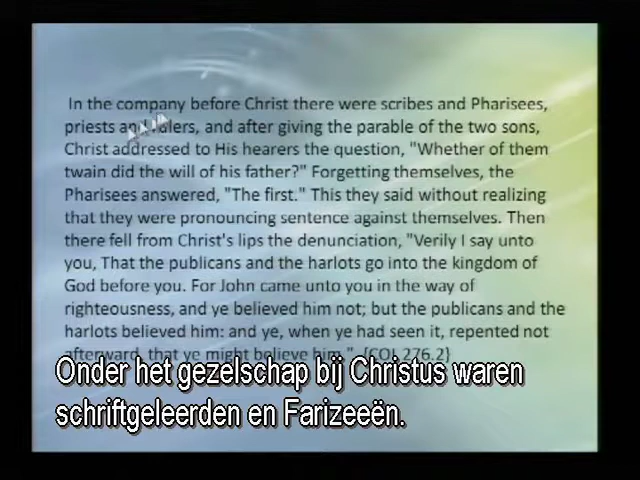 In the company before Christ there were scribes and Pharisees,
priests and rulers, and after giving the parable of the two sons,
Christ addressed to His hearers the question, "Whether of them
twain did the will of his father?" Forgetting themselves, the
Pharisees answered, "The first." This they said without realizing
that they were pronouncing sentence against themselves. Then
there fell from Christ's lips the denunciation, "Verily I say unto
you, That the publicans and the harlots go into the kingdom of
God before you. For John came unto you in the way of
righteousness, and ye believed him not; but the publicans and the
harlots believed him: and ye, when ye had seen it, repented not
afterward, that ye might believe him." {COL 276.2}
Onder het gezelschap bij Christus waren
schriftgeleerden en Farizeeën.